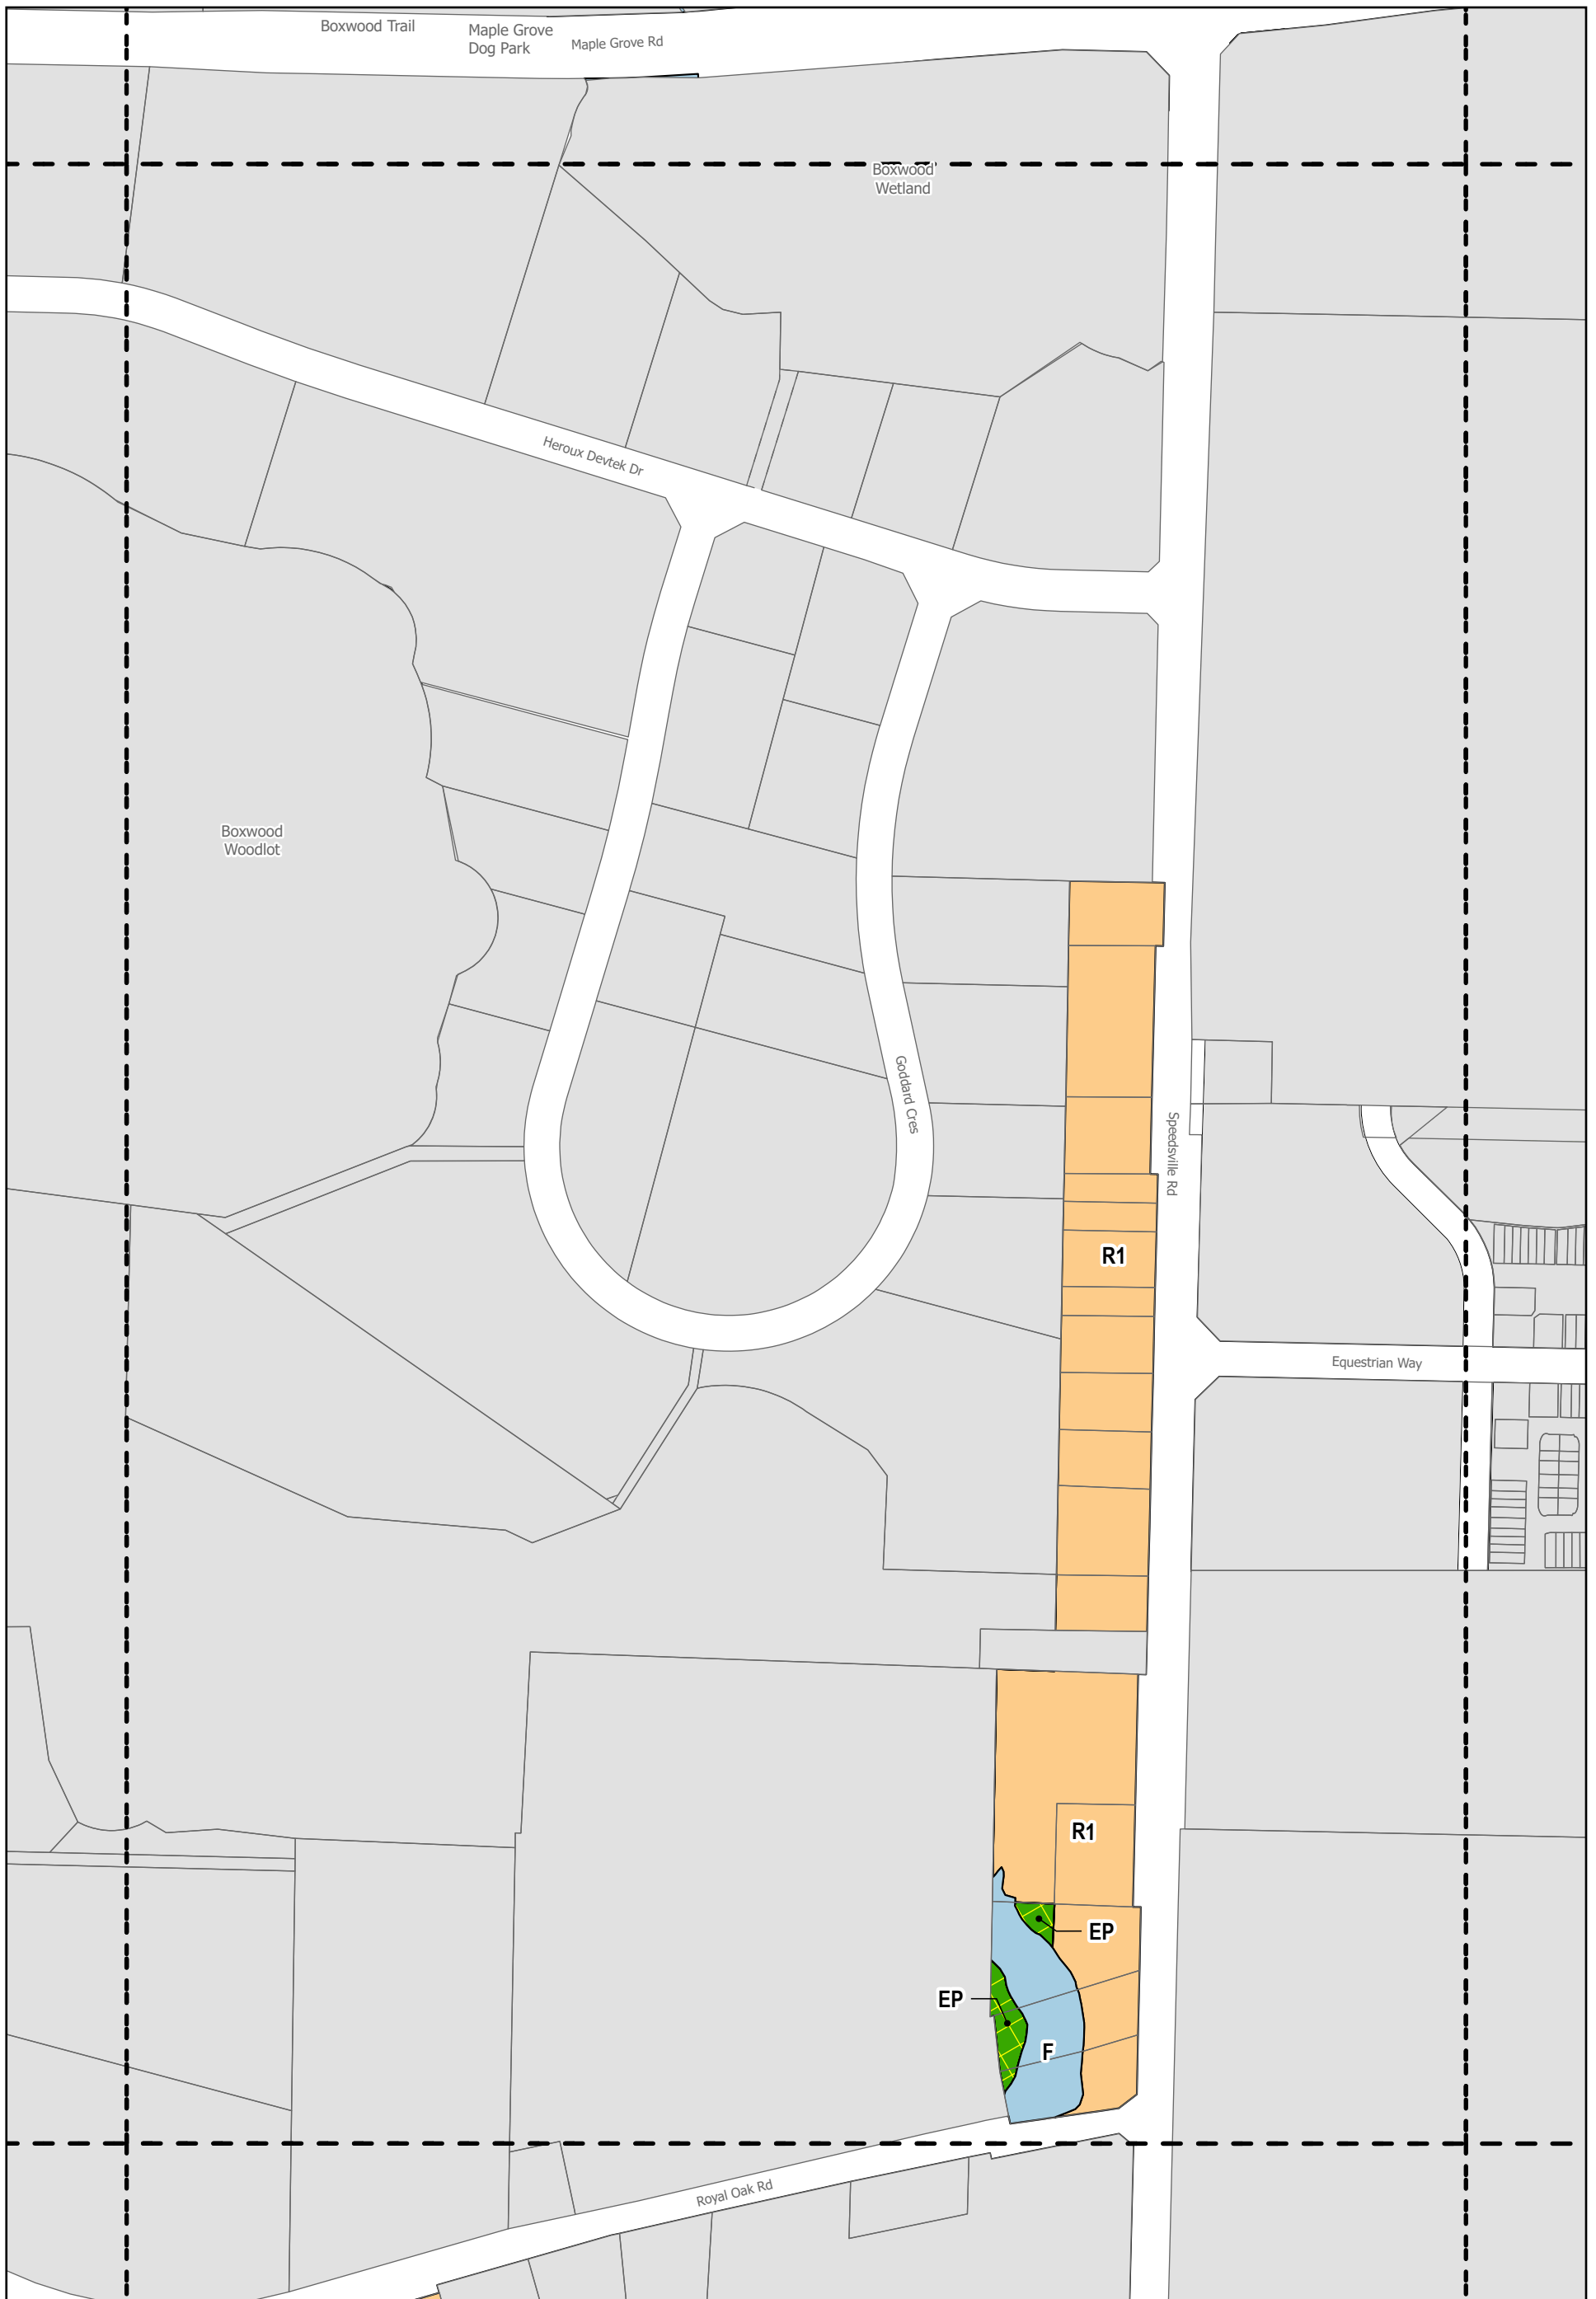 Boxwood Trail
Maple Grove
Dog Park
Maple Grove Rd
Boxwood
Wetland
Heroux Devtek Dr
Boxwood
Woodlot
Goddard Cres
Speedsville Rd
R1
Equestrian Way
R1
EP
EP
F
Royal Oak Rd